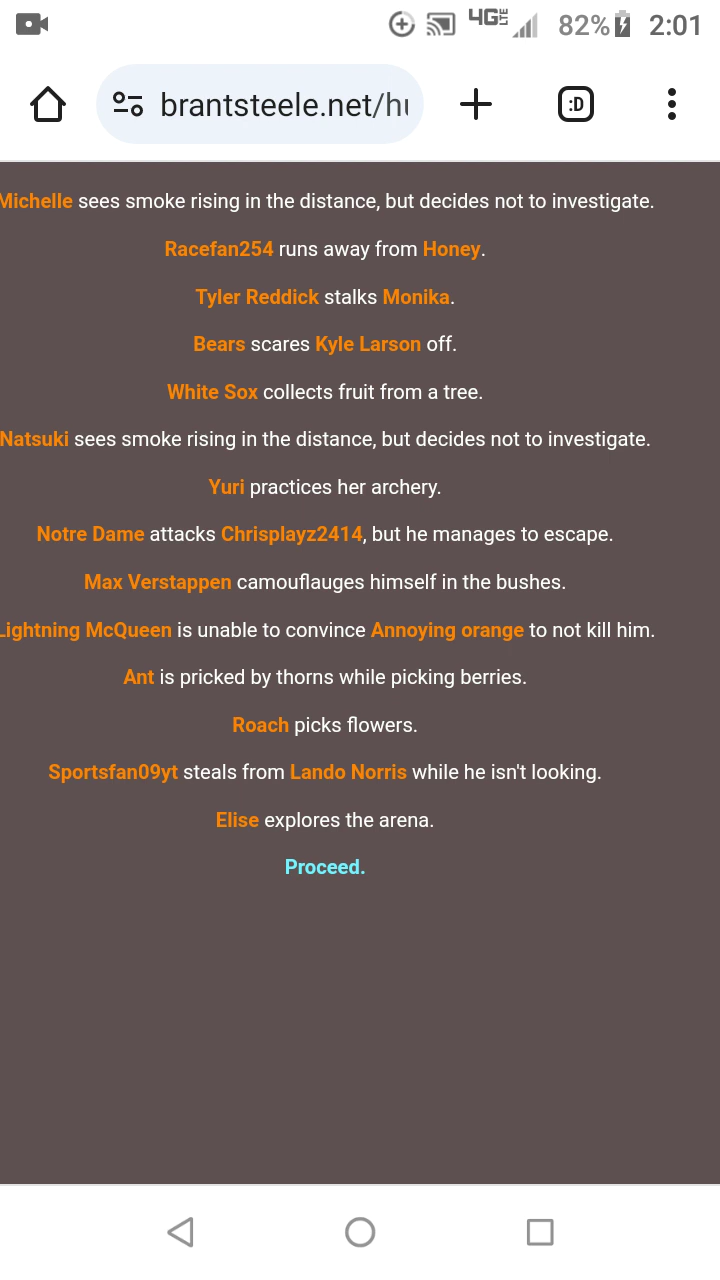 4G LTE 82% 2:01
brantsteele.net/hu
:D
Michelle sees smoke rising in the distance, but decides not to investigate.
Racefan254 runs away from Honey.
Tyler Reddick stalks Monika.
Bears scares Kyle Larson off.
White Sox collects fruit from a tree.
Natsuki sees smoke rising in the distance, but decides not to investigate.
Yuri practices her archery.
Notre Dame attacks Chrisplayz2414, but he manages to escape.
Max Verstappen camouflauges himself in the bushes.
Lightning McQueen is unable to convince Annoying orange to not kill him.
Ant is pricked by thorns while picking berries.
Roach picks flowers.
Sportsfan09yt steals from Lando Norris while he isn't looking.
Elise explores the arena.
Proceed.